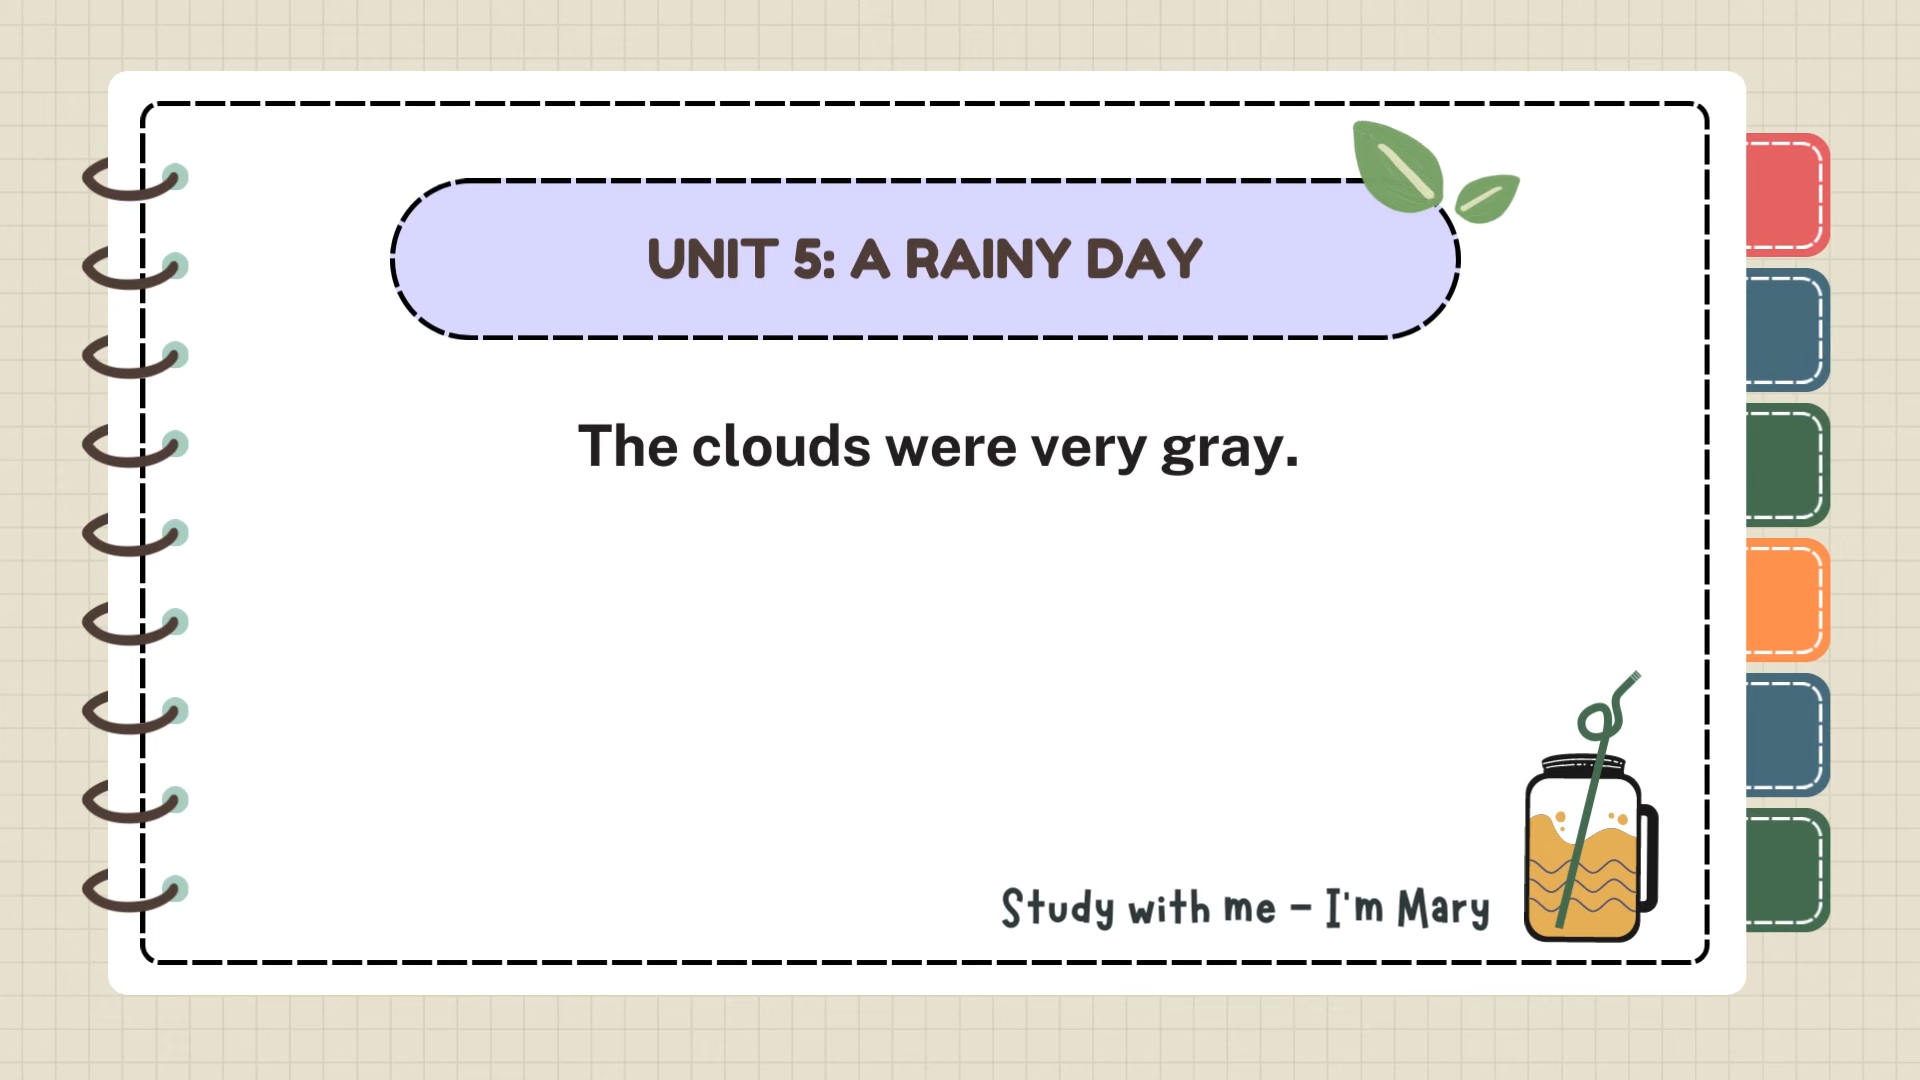 UNIT 5: A RAINY DAY
The clouds were very gray.
Study with me - I'm Mary